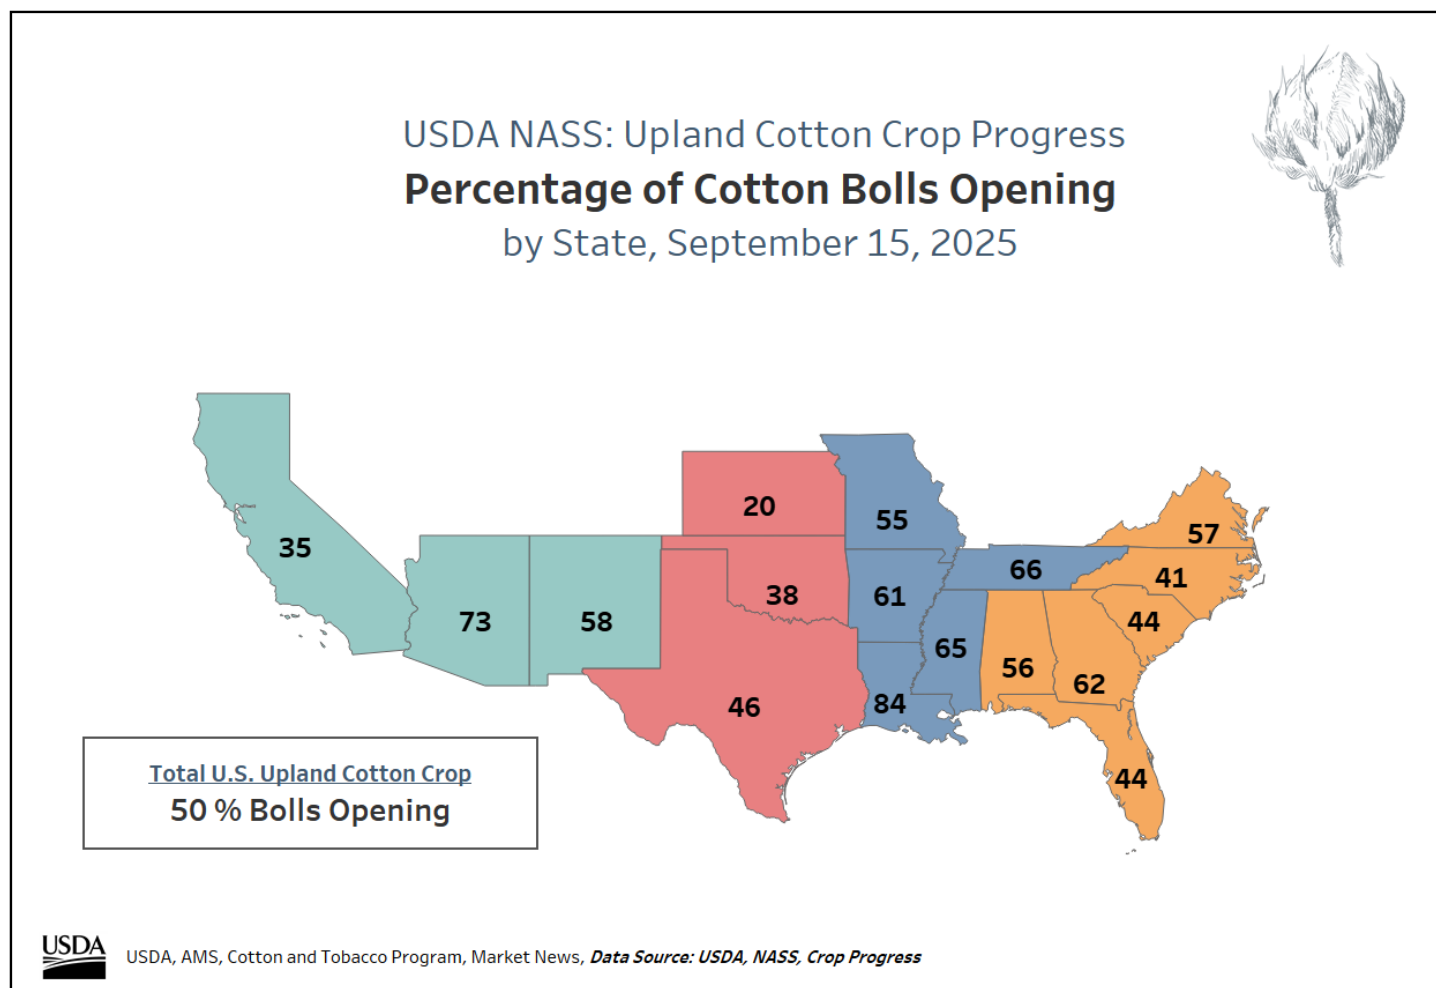 USDA NASS: Upland Cotton Crop Progress
Percentage of Cotton Bolls Opening
by State, September 15, 2025
35
73
58
20
38
46
55
61
84
65
66
56
62
44
57
41
44
Total U.S. Upland Cotton Crop
50 % Bolls Opening
USDA
USDA, AMS, Cotton and Tobacco Program, Market News, Data Source: USDA, NASS, Crop Progress